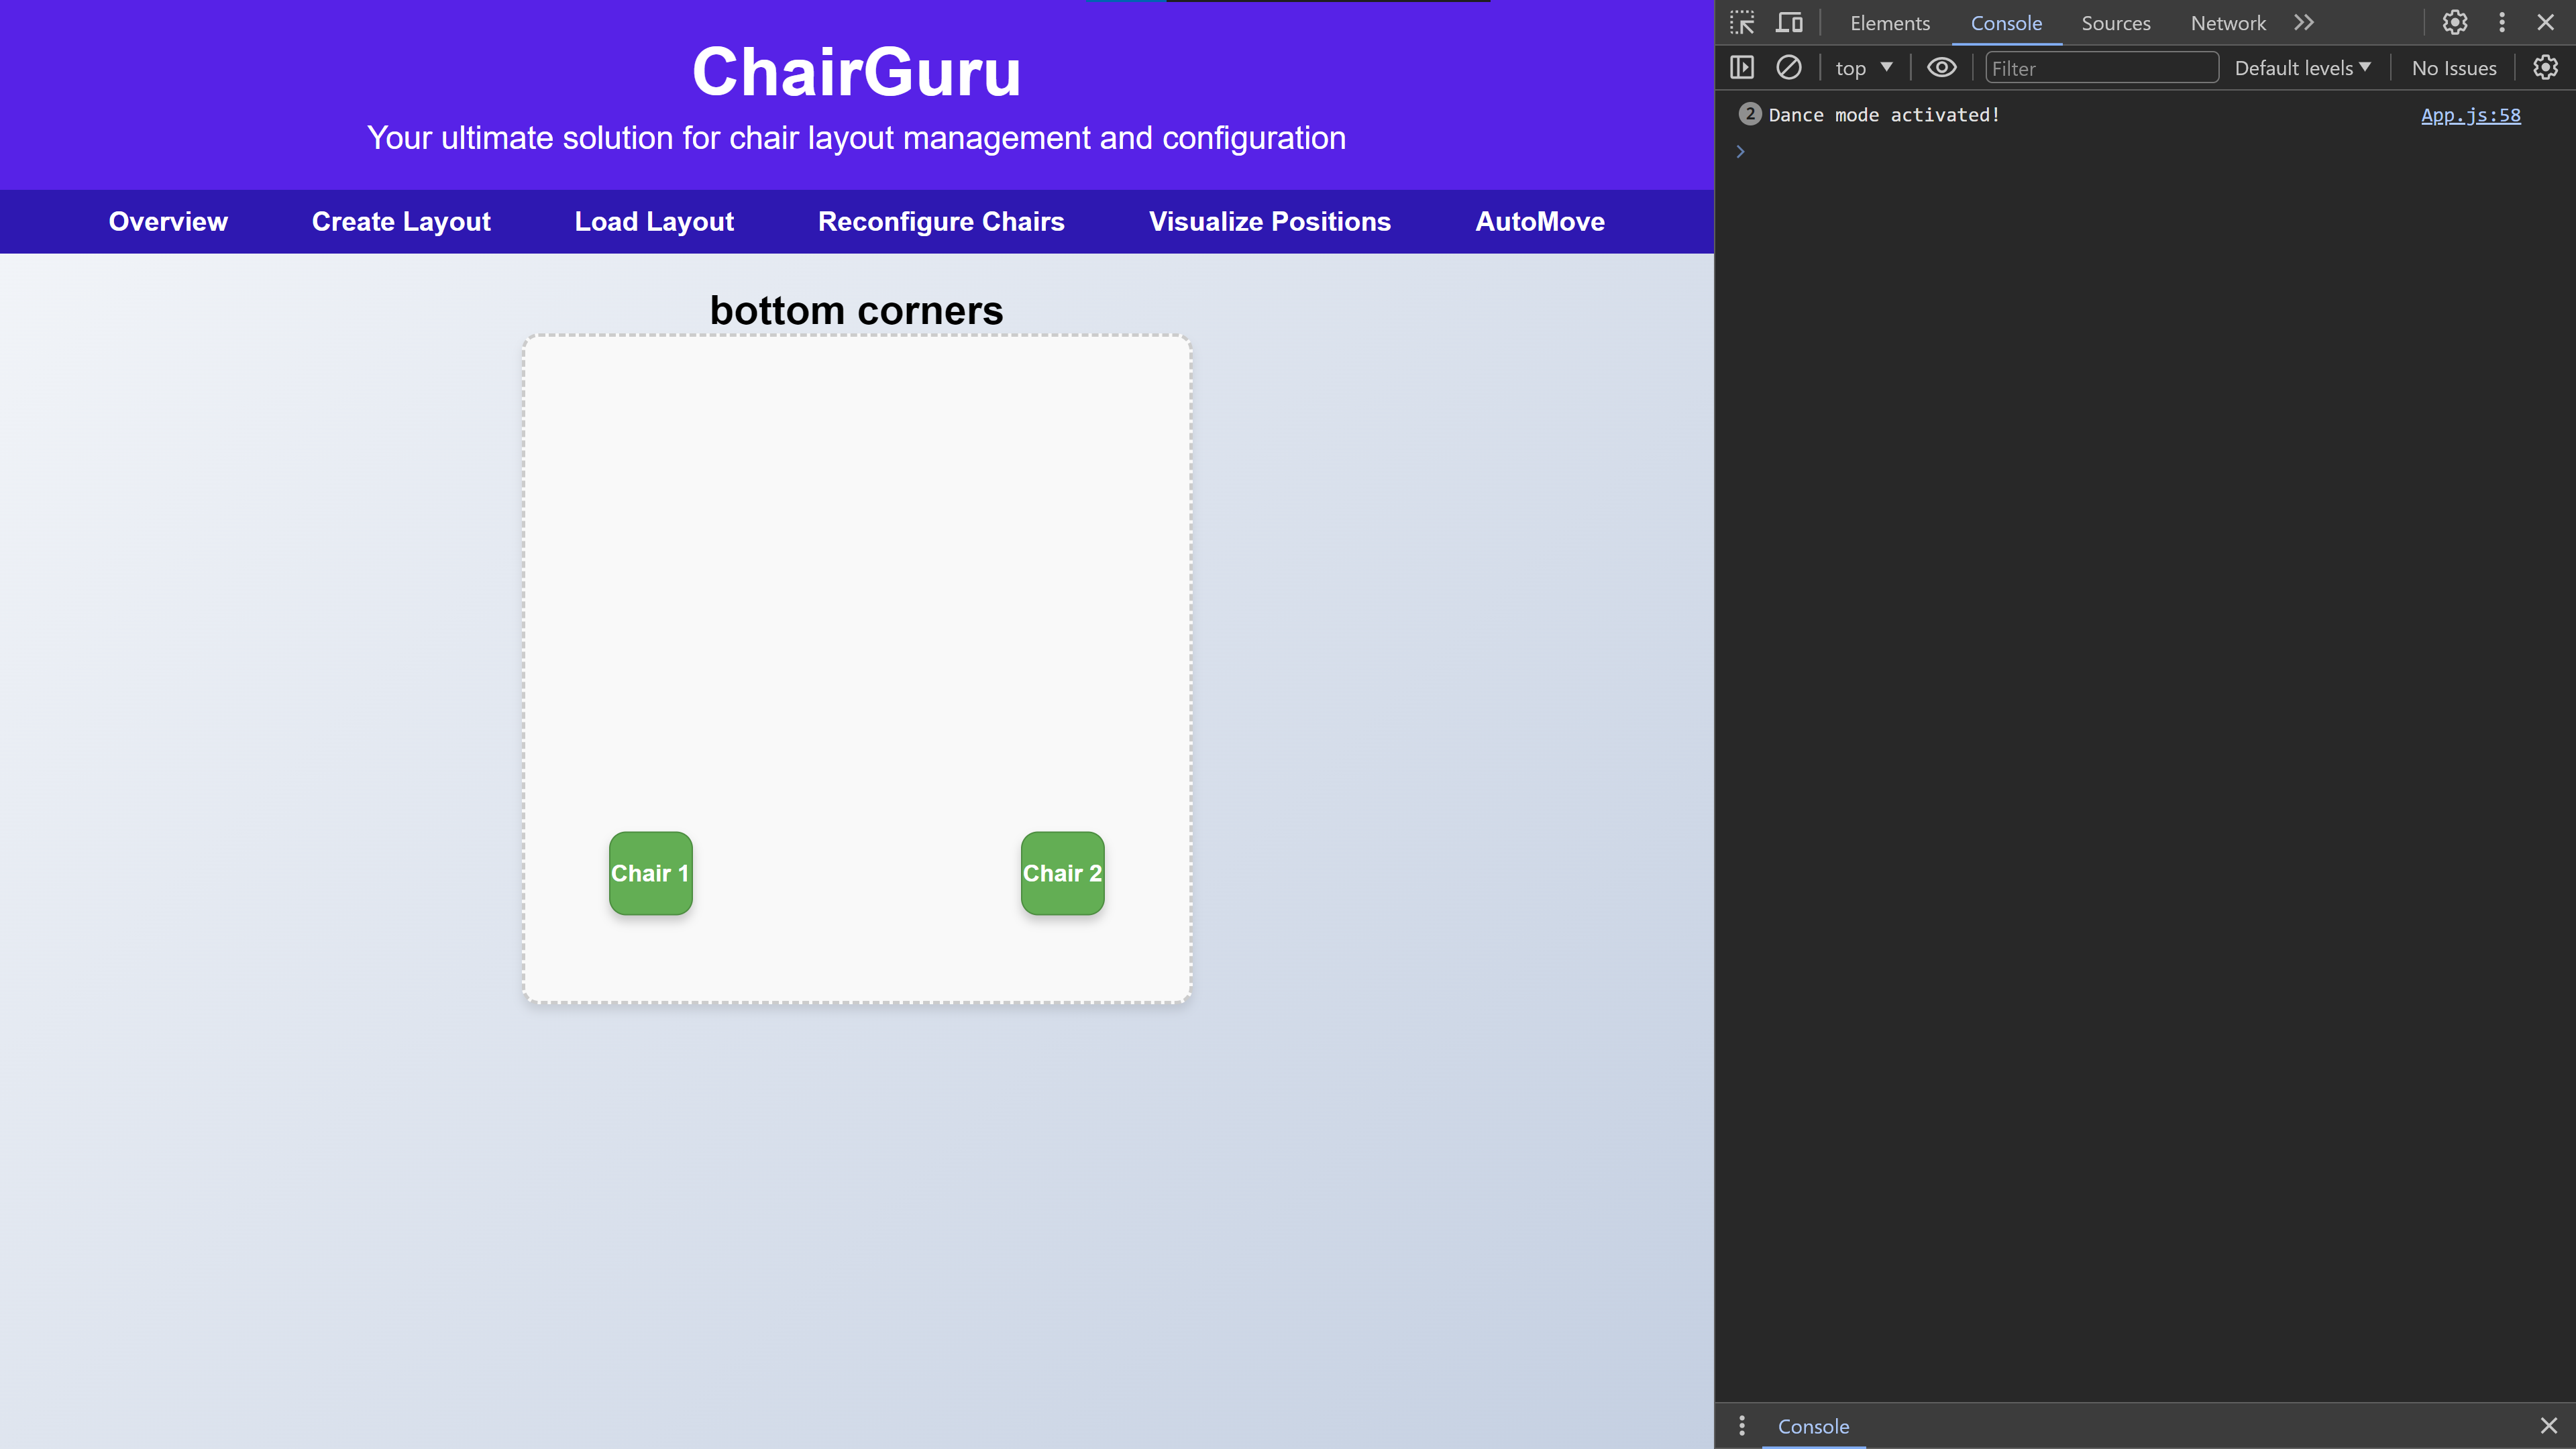 ChairGuru
Your ultimate solution for chair layout management and configuration
Overview Create Layout Load Layout Reconfigure Chairs Visualize Positions AutoMove
bottom corners
Chair 1 Chair 2
Elements Console Sources Network
top Filter Default levels No Issues
2 Dance mode activated! App.js:58
Console